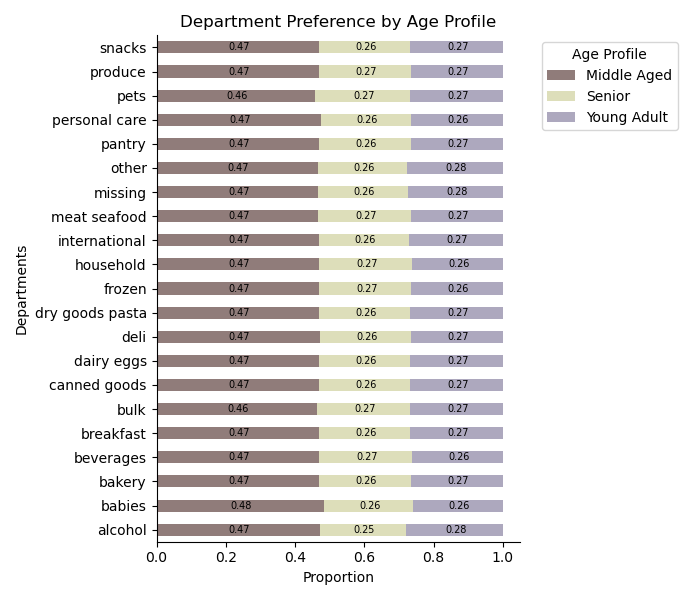 Department Preference by Age Profile
snacks 0.47 0.26 0.27
produce 0.47 0.27 0.27
pets 0.46 0.27 0.27
personal care 0.47 0.26 0.26
pantry 0.47 0.26 0.27
other 0.47 0.26 0.28
missing 0.47 0.26 0.28
meat seafood 0.47 0.27 0.27
international 0.47 0.26 0.27
household 0.47 0.27 0.26
frozen 0.47 0.27 0.26
dry goods pasta 0.47 0.26 0.27
deli 0.47 0.26 0.27
dairy eggs 0.47 0.26 0.27
canned goods 0.47 0.26 0.27
bulk 0.46 0.27 0.27
breakfast 0.47 0.26 0.27
beverages 0.47 0.27 0.26
bakery 0.47 0.26 0.27
babies 0.48 0.26 0.26
alcohol 0.47 0.25 0.28
0.0 0.2 0.4 0.6 0.8 1.0
Proportion
Departments
Age Profile
Middle Aged
Senior
Young Adult